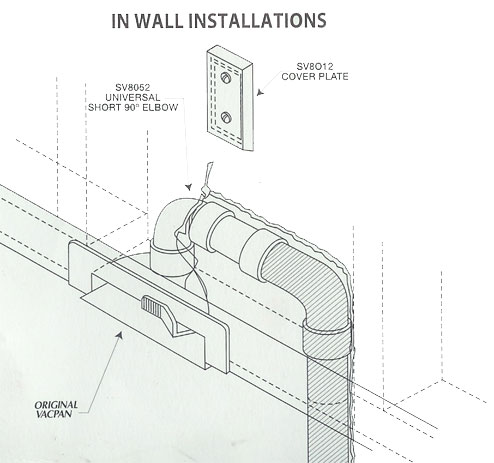 IN WALL INSTALLATIONS
SV8012
COVER PLATE
SV8052
UNIVERSAL
SHORT 90° ELBOW
ORIGINAL
VACPAN